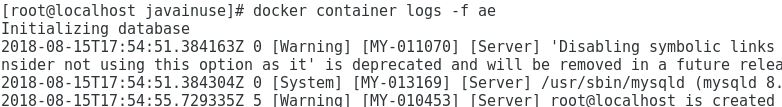 [root@localhost javainuse]# docker container logs -f ae
Initializing database
2018-08-15T17:54:51.384163Z 0 [Warning] [MY-011070] [Server] 'Disabling symbolic links
nsider not using this option as it' is deprecated and will be removed in a future relea
2018-08-15T17:54:51.384304Z 0 [System] [MY-013169] [Server] /usr/sbin/mysqld (mysqld 8.
2018-08-15T17:54:55.729335Z 5 [Warning] [MY-010453] [Server] root@localhost is created